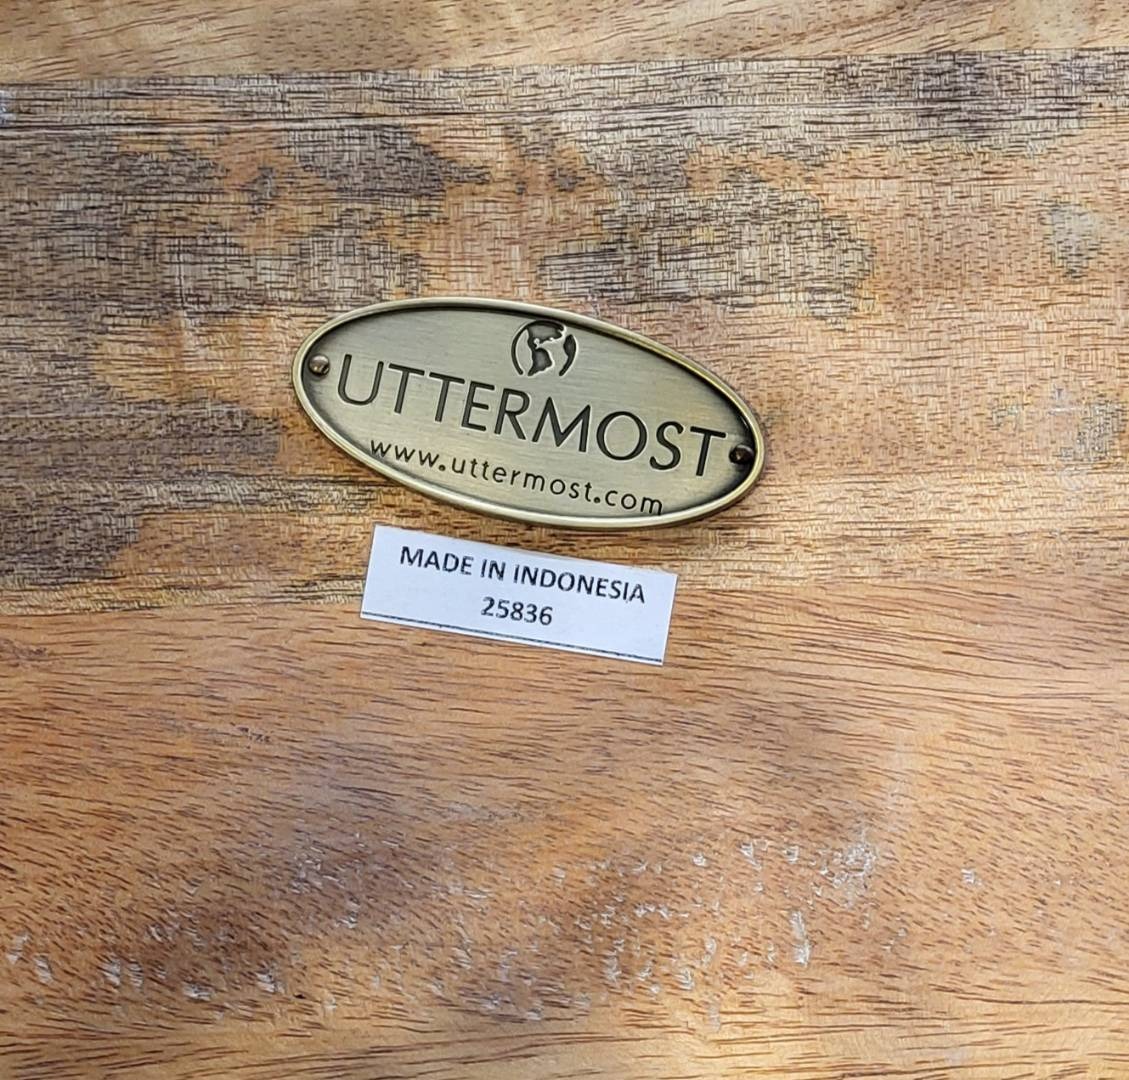 UTTERMOST
www.uttermost.com
MADE IN INDONESIA
25836